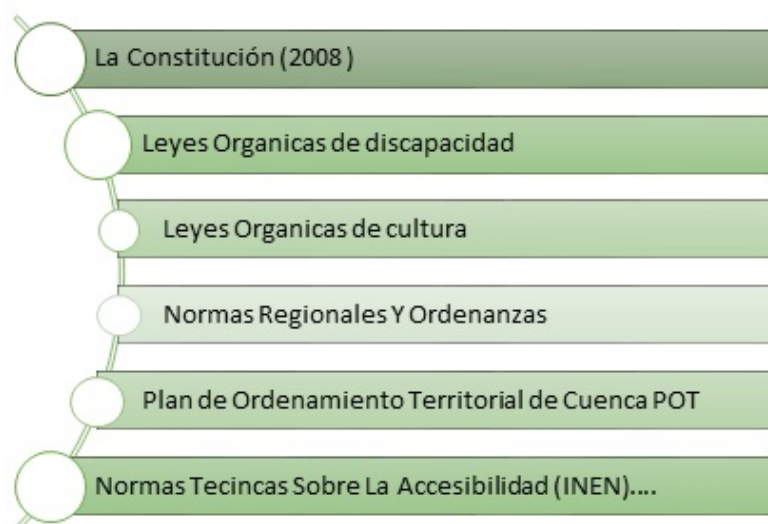 La Constitución (2008)
Leyes Organicas de discapacidad
Leyes Organicas de cultura
Normas Regionales Y Ordenanzas
Plan de Ordenamiento Territorial de Cuenca POT
Normas Tecincas Sobre La Accesibilidad (INEN)....